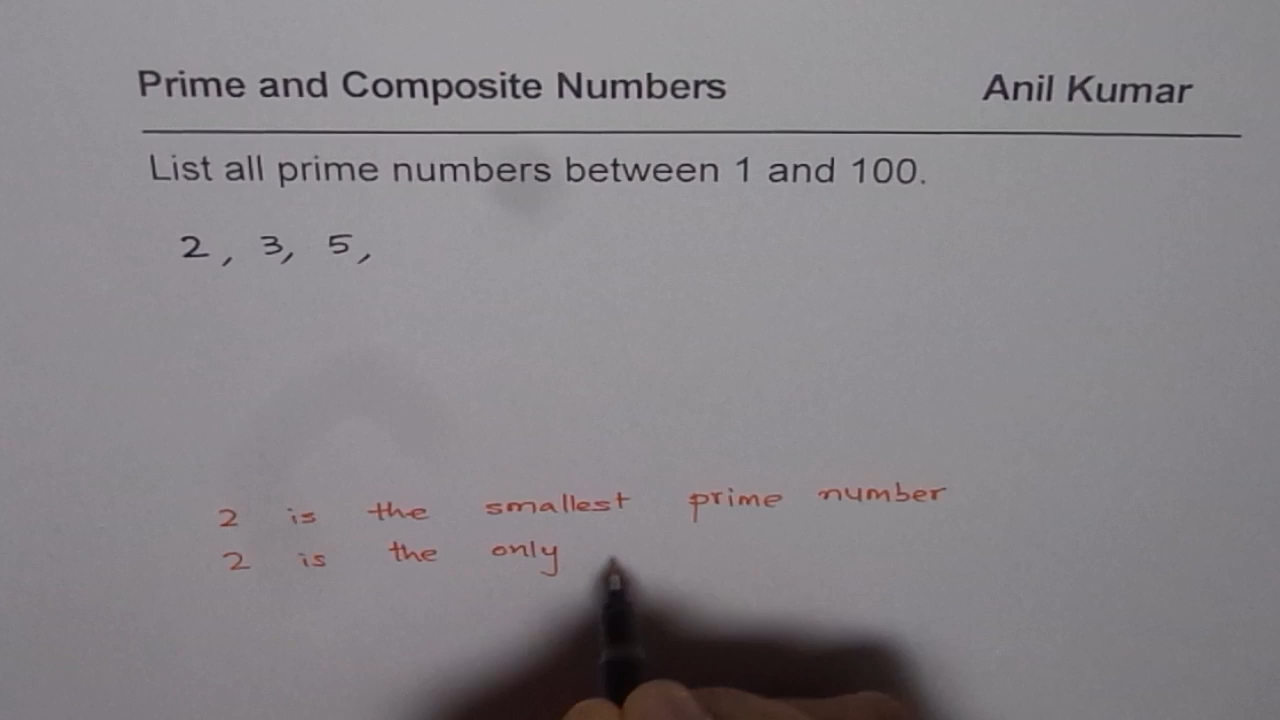 Prime and Composite Numbers Anil Kumar
List all prime numbers between 1 and 100.
2, 3, 5,
2 is the smallest prime number
2 is the only